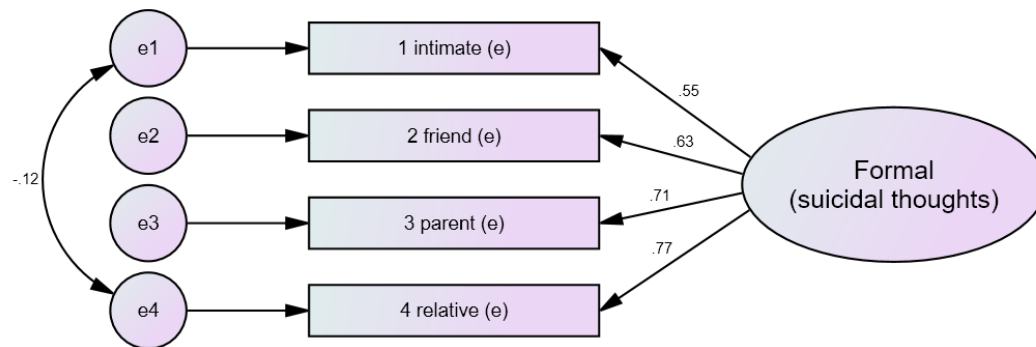 e1
1 intimate (e)
.55
e2
2 friend (e)
.63
-.12
Formal
(suicidal thoughts)
e3
3 parent (e)
.71
e4
4 relative (e)
.77